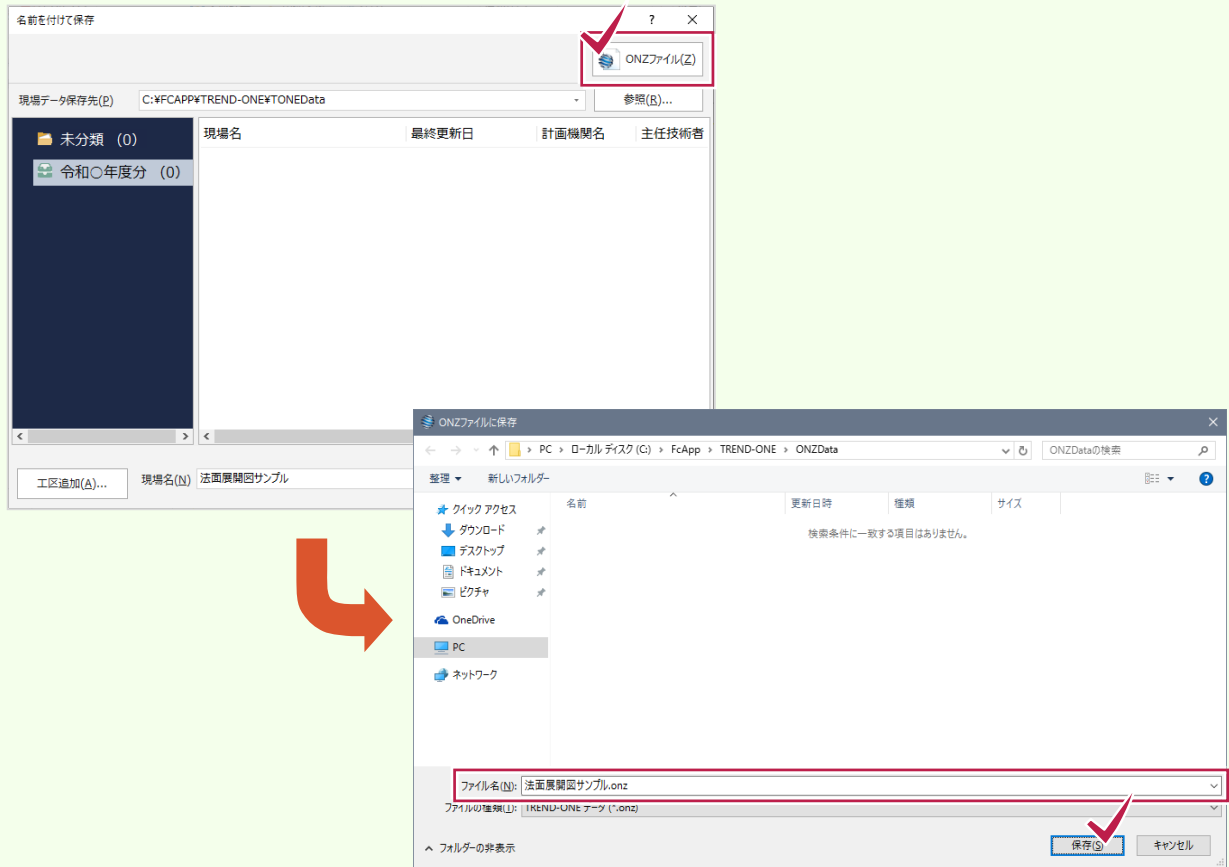 名前を付けて保存
?
ONZファイル(Z)
現場データ保存先(P) C:¥FCAPP¥TREND-ONE¥TONEData 参照(R)...
未分類 (0)
令和○年度分 (0)
現場名 最終更新日 計画機関名 主任技術者
工区追加(A)... 現場名(N) 法面展開図サンプル
ONZファイルに保存
PC › ローカル ディスク (C:) › FcApp › TREND-ONE › ONZData ONZDataの検索
整理 新しいフォルダー ?
名前 更新日時 種類 サイズ
検索条件に一致する項目はありません。
クイック アクセス
ダウンロード
デスクトップ
ドキュメント
ピクチャ
OneDrive
PC
ネットワーク
ファイル名(N): 法面展開図サンプル.onz
ファイルの種類(T): TREND-ONE データ (*.onz)
フォルダーの非表示 保存(S) キャンセル